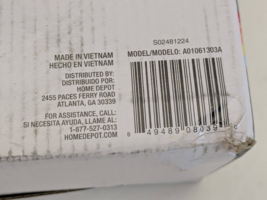 S02481224
MADE IN VIETNAM
HECHO EN VIETNAM
MODEL/MODELO: A01061303A
DISTRIBUTED BY:
DISTRIBUIDO POR:
HOME DEPOT
2455 PACES FERRY ROAD
ATLANTA, GA 30339
FOR ASSISTANCE, CALL:
SI NECESITA AYUDA, LLAME AL:
1-877-527-0313
HOMEDEPOT.COM